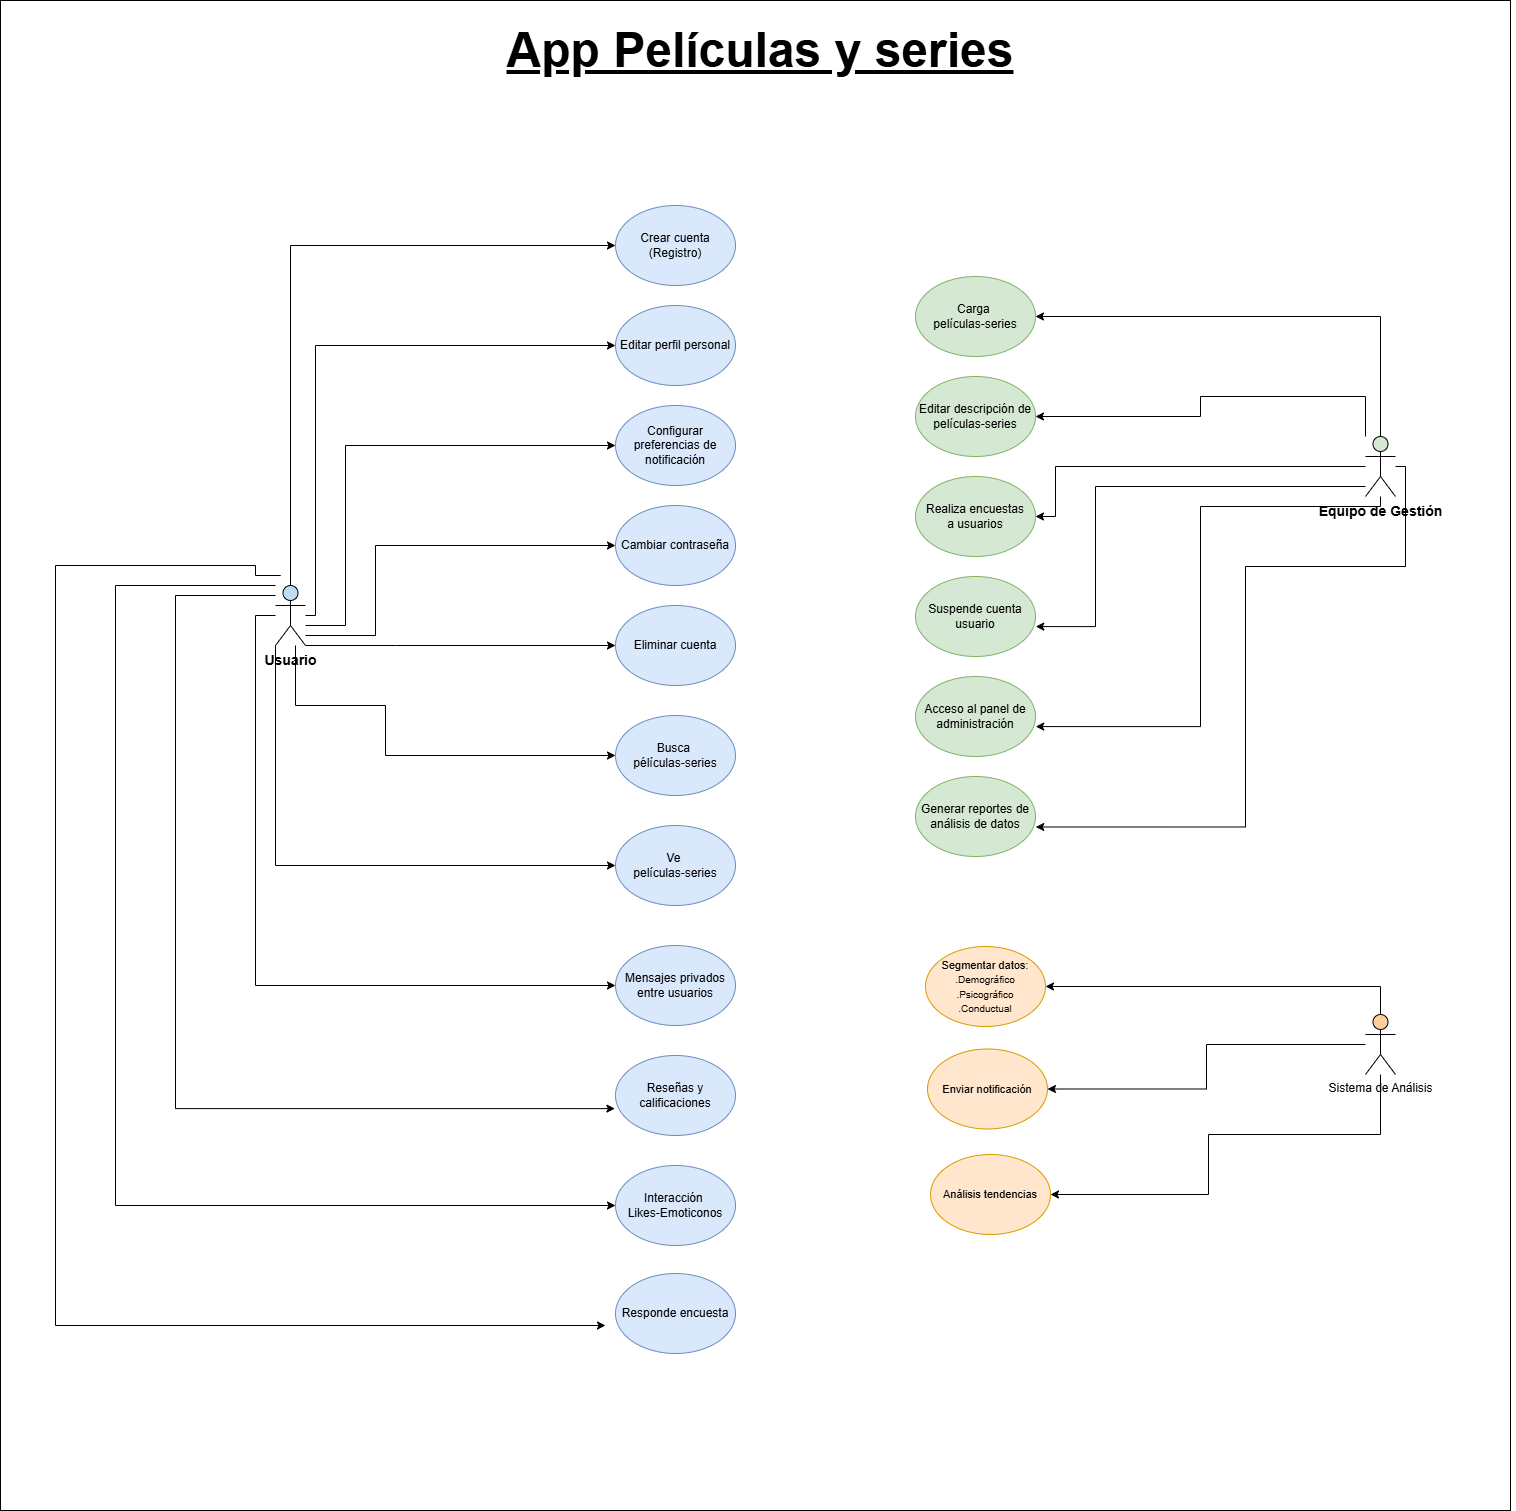 App Películas y series
Crear cuenta
(Registro)
Editar perfil personal
Configurar
preferencias de
notificación
Cambiar contraseña
Eliminar cuenta
Usuario
Busca
pélículas-series
Ve
películas-series
Mensajes privados
entre usuarios
Reseñas y
calificaciones
Interacción
Likes-Emoticonos
Responde encuesta
Carga
películas-series
Editar descripción de
películas-series
Realiza encuestas
a usuarios
Equipo de Gestión
Suspende cuenta
usuario
Acceso al panel de
administración
Generar reportes de
análisis de datos
Segmentar datos:
.Demográfico
.Psicográfico
.Conductual
Enviar notificación
Sistema de Análisis
Análisis tendencias